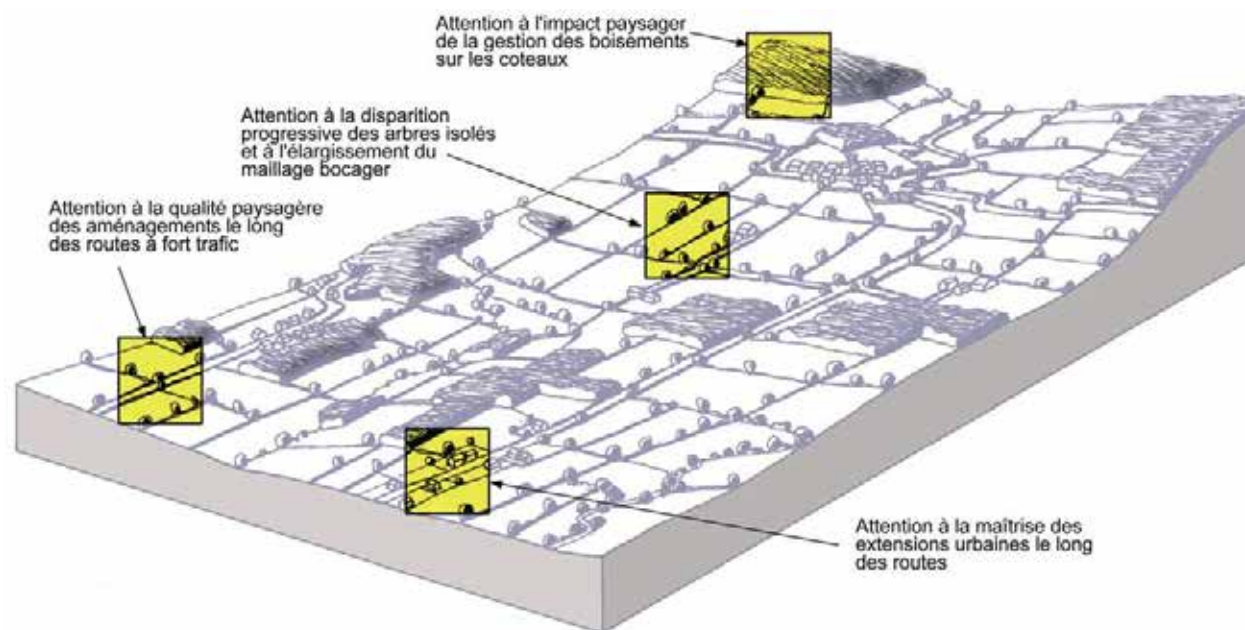 Attention à l'impact paysager
de la gestion des boisements
sur les coteaux
Attention à la disparition
progressive des arbres isolés
et à l'élargissement du
maillage bocager
Attention à la qualité paysagère
des aménagements le long
des routes à fort trafic
Attention à la maîtrise des
extensions urbaines le long
des routes